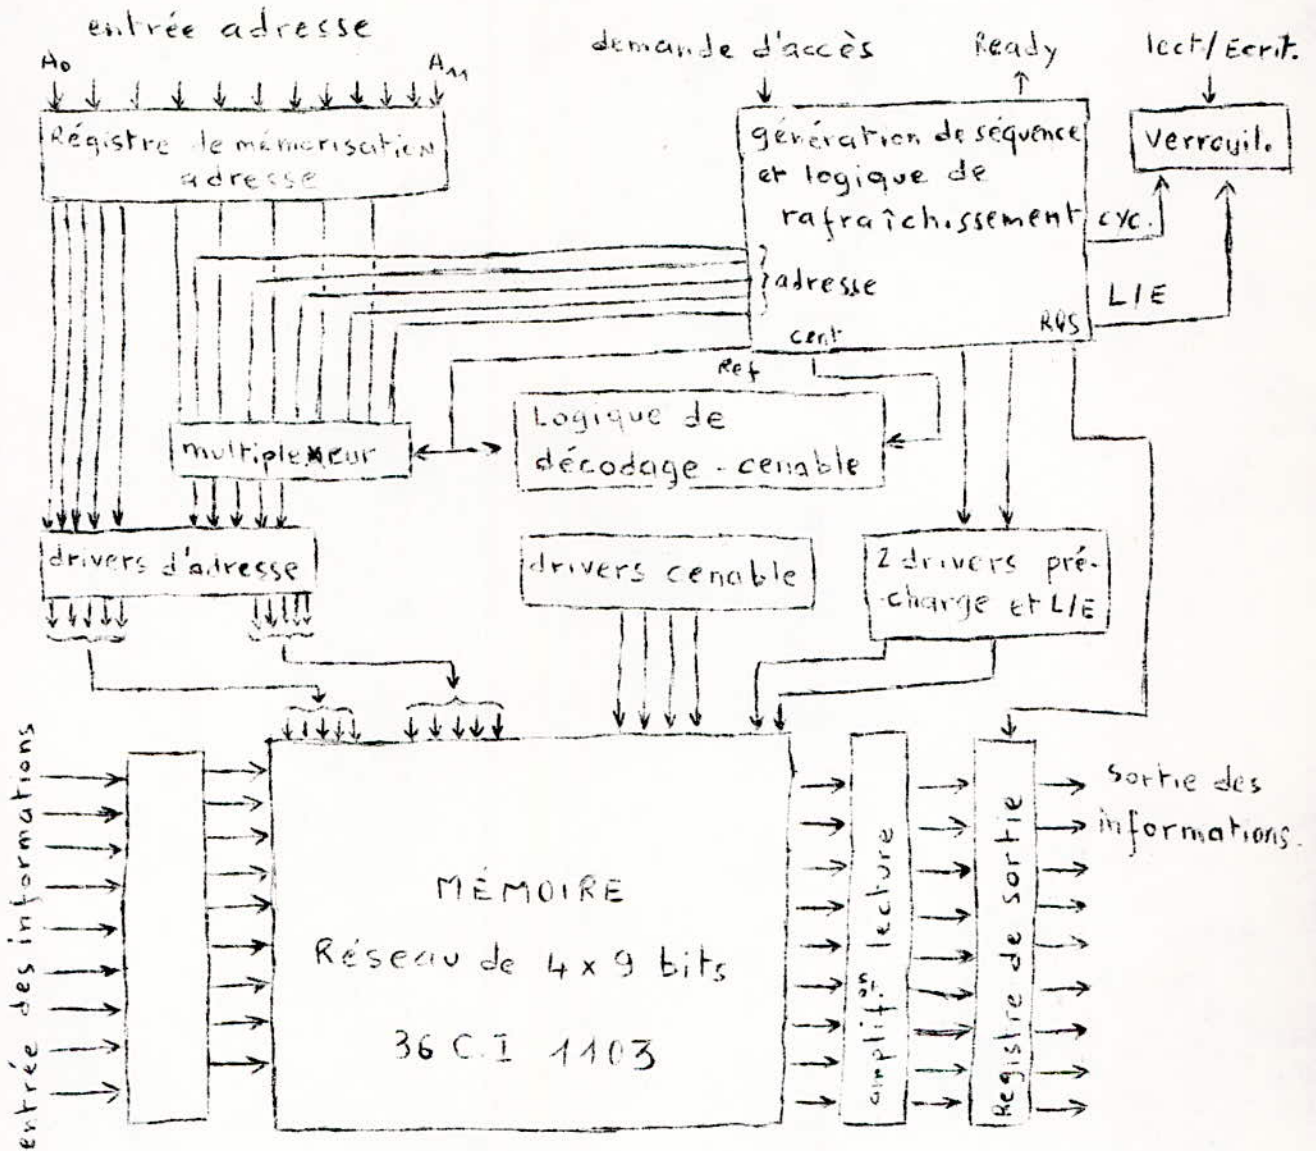 entrée adresse
A0
A11
demande d'accès
Ready
lect/Ecrit.
Régistre de mémorisation
adresse
génération de séquence
et logique de
rafraîchissement
verrouil.
cyc.
adresse
L/E
RQS
cent
Ref
Logique de
décodage - cenable
multiplexeur
drivers d'adresse
drivers cenable
2 drivers pré-
-charge et L/E
entrée des informations
MÉMOIRE
Réseau de 4 x 9 bits
36 C.I 1103
amplif.on lecture
Registre de sortie
sortie des
informations.